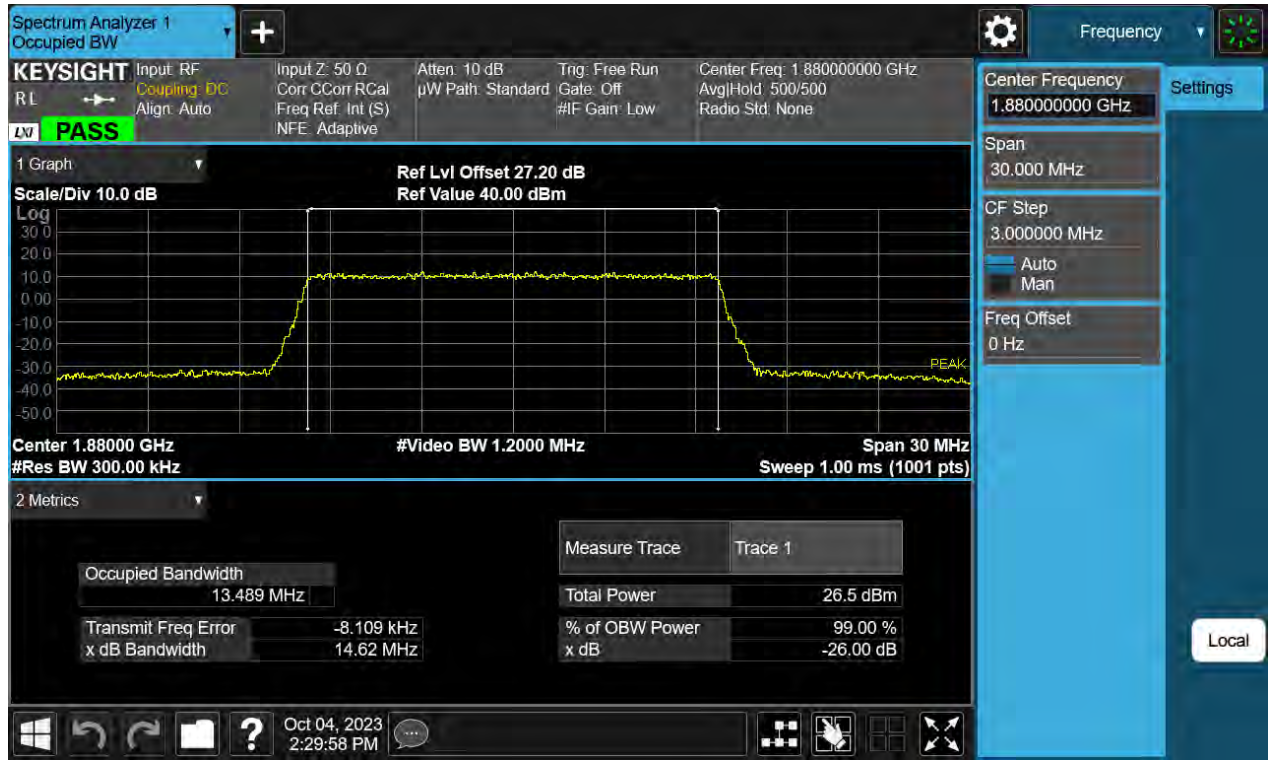 Spectrum Analyzer 1
Occupied BW
+
Frequency
KEYSIGHT
RL
LXI
PASS
Input: RF
Coupling: DC
Align: Auto
Input Z: 50 Ω
Corr CCorr RCal
Freq Ref: Int (S)
NFE: Adaptive
Atten: 10 dB
µW Path: Standard
Trig: Free Run
Gate: Off
#IF Gain: Low
Center Freq: 1.880000000 GHz
Avg|Hold: 500/500
Radio Std: None
Center Frequency
1.880000000 GHz
Settings
Span
30.000 MHz
CF Step
3.000000 MHz
Auto
Man
Freq Offset
0 Hz
Local
1 Graph
Scale/Div 10.0 dB
Ref Lvl Offset 27.20 dB
Ref Value 40.00 dBm
Log
30.0
20.0
10.0
0.00
-10.0
-20.0
-30.0
-40.0
-50.0
PEAK
Center 1.88000 GHz
#Video BW 1.2000 MHz
Span 30 MHz
#Res BW 300.00 kHz
Sweep 1.00 ms (1001 pts)
2 Metrics
Measure Trace Trace 1
Occupied Bandwidth
13.489 MHz
Total Power 26.5 dBm
Transmit Freq Error -8.109 kHz
% of OBW Power 99.00 %
x dB Bandwidth 14.62 MHz
x dB -26.00 dB
?
Oct 04, 2023
2:29:58 PM